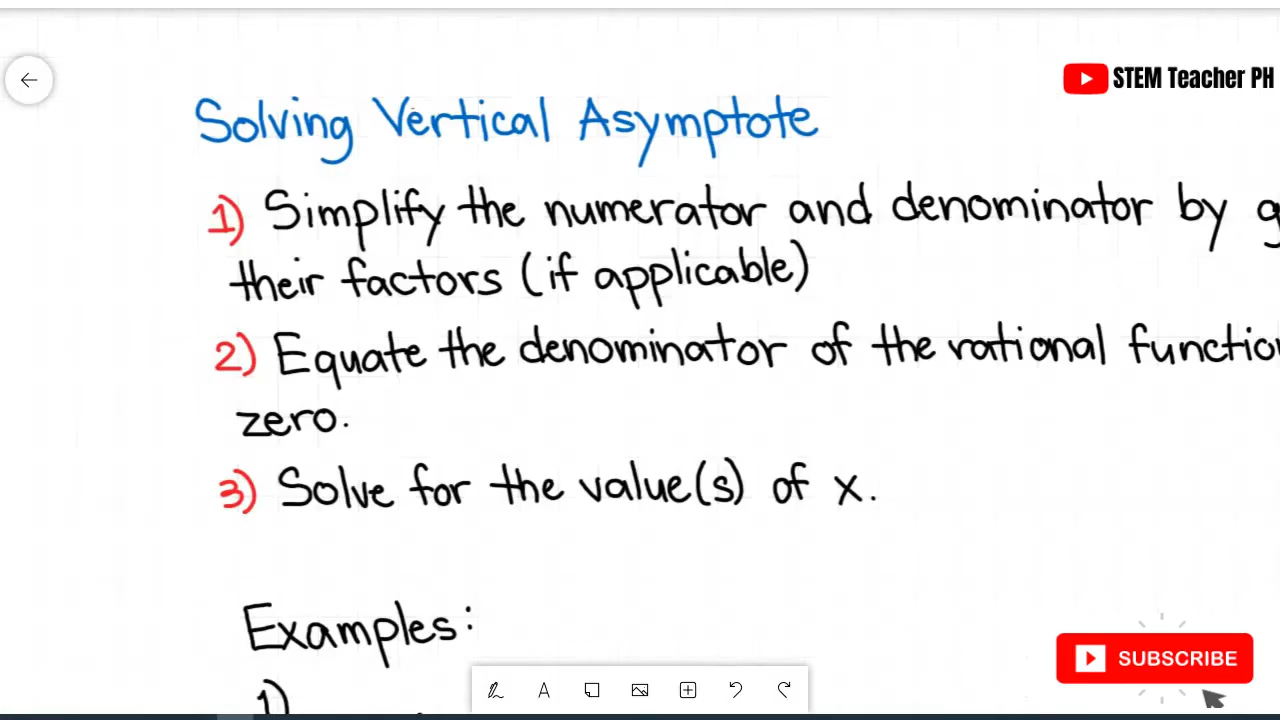 STEM Teacher PH
Solving Vertical Asymptote
1) Simplify the numerator and denominator by
their factors (if applicable)
2) Equate the denominator of the rational
zero.
3) Solve for the value(s) of x.
Examples:
1)
A
SUBSCRIBE